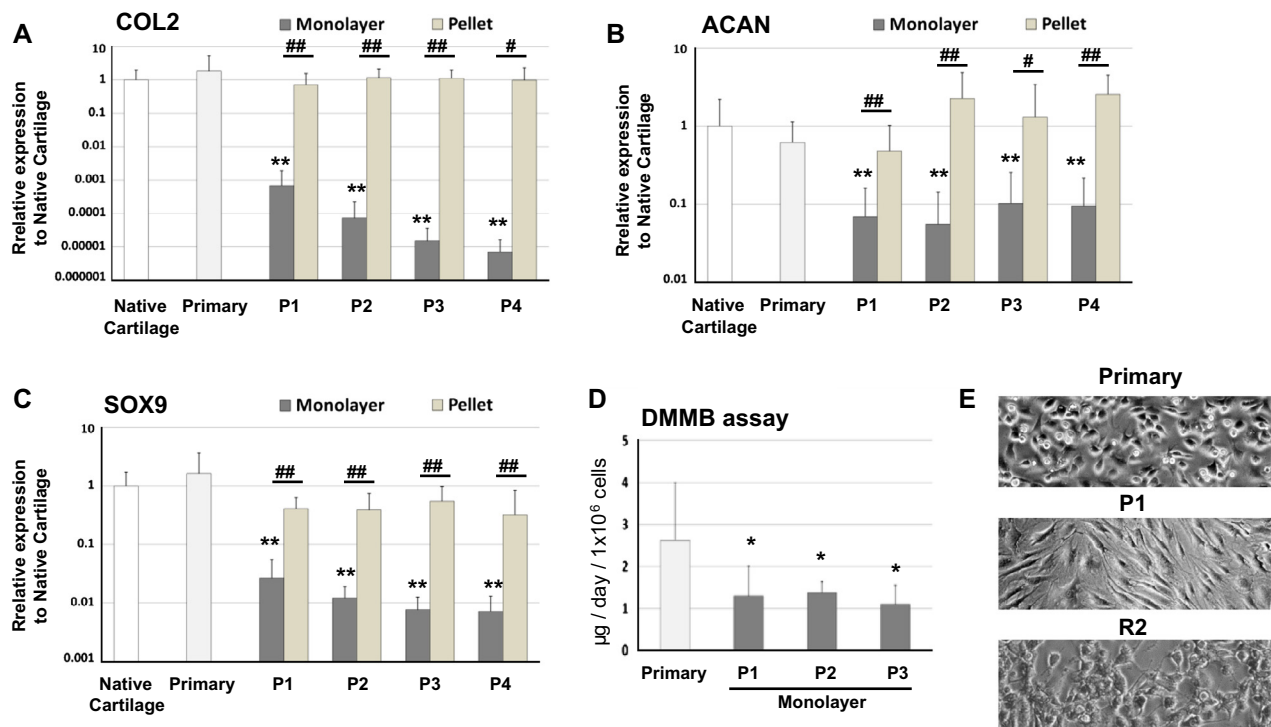 A
COL2
Monolayer
Pellet
Rrelative expression
to Native Cartilage
10
1
0.1
0.01
0.001
0.0001
0.00001
0.000001
##
##
##
#
**
**
**
**
Native
Cartilage
Primary
P1
P2
P3
P4
B
ACAN
Monolayer
Pellet
Rrelative expression
to Native Cartilage
10
1
0.1
0.01
##
##
#
##
**
**
**
**
Native
Cartilage
Primary
P1
P2
P3
P4
C
SOX9
Monolayer
Pellet
Rrelative expression
to Native Cartilage
10
1
0.1
0.01
0.001
##
##
##
##
**
**
**
**
Native
Cartilage
Primary
P1
P2
P3
P4
D
DMMB assay
µg / day / 1x10⁶ cells
5
4
3
2
1
0
*
*
*
Primary
P1
P2
P3
Monolayer
E
Primary
P1
R2